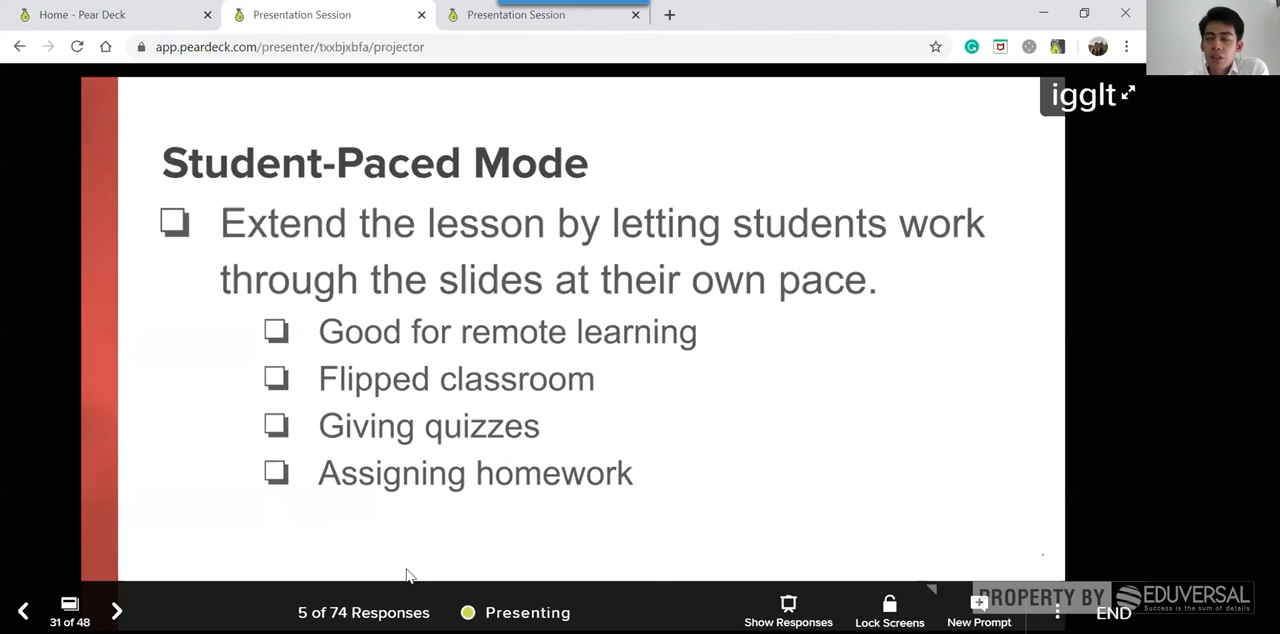 Home - Pear Deck
Presentation Session
Presentation Session
app.peardeck.com/presenter/txxbjxbfa/projector
igglt
Student-Paced Mode
Extend the lesson by letting students work
through the slides at their own pace.
Good for remote learning
Flipped classroom
Giving quizzes
Assigning homework
31 of 48
5 of 74 Responses
Presenting
Show Responses
Lock Screens
New Prompt
END
PROPERTY BY
EDUVERSAL
Success is the sum of details